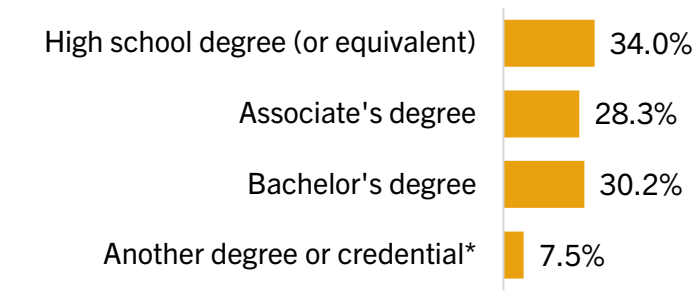 High school degree (or equivalent) 34.0%
Associate's degree 28.3%
Bachelor's degree 30.2%
Another degree or credential* 7.5%